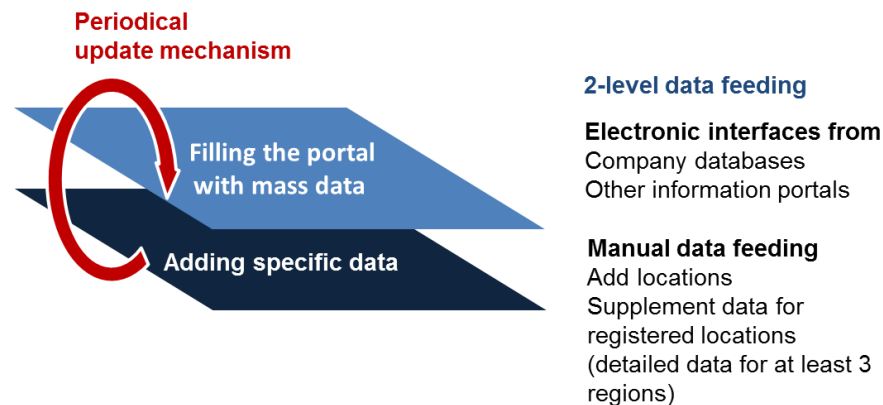 Periodical
update mechanism
Filling the portal
with mass data
Adding specific data
2-level data feeding
Electronic interfaces from
Company databases
Other information portals
Manual data feeding
Add locations
Supplement data for
registered locations
(detailed data for at least 3
regions)